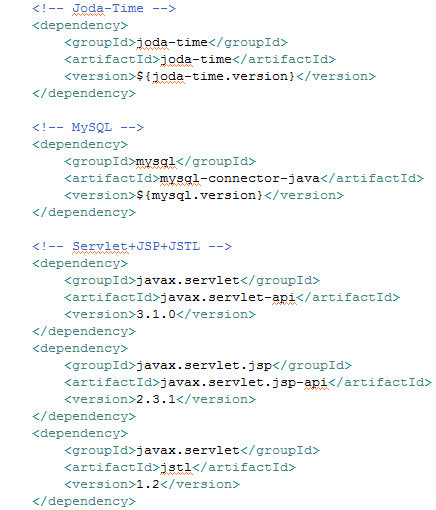 <!-- Joda-Time -->
<dependency>
    <groupId>joda-time</groupId>
    <artifactId>joda-time</artifactId>
    <version>${joda-time.version}</version>
</dependency>

<!-- MySQL -->
<dependency>
    <groupId>mysql</groupId>
    <artifactId>mysql-connector-java</artifactId>
    <version>${mysql.version}</version>
</dependency>

<!-- Servlet+JSP+JSTL -->
<dependency>
    <groupId>javax.servlet</groupId>
    <artifactId>javax.servlet-api</artifactId>
    <version>3.1.0</version>
</dependency>
<dependency>
    <groupId>javax.servlet.jsp</groupId>
    <artifactId>javax.servlet.jsp-api</artifactId>
    <version>2.3.1</version>
</dependency>
<dependency>
    <groupId>javax.servlet</groupId>
    <artifactId>jstl</artifactId>
    <version>1.2</version>
</dependency>